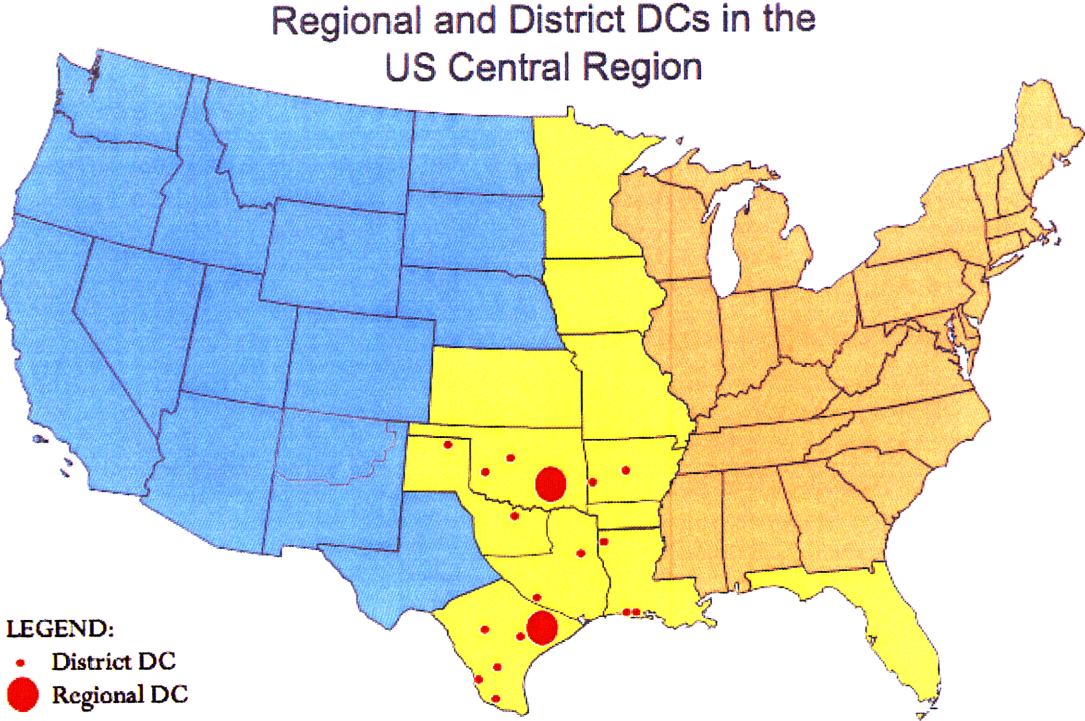 Regional and District DCs in the
US Central Region
LEGEND:
District DC
Regional DC